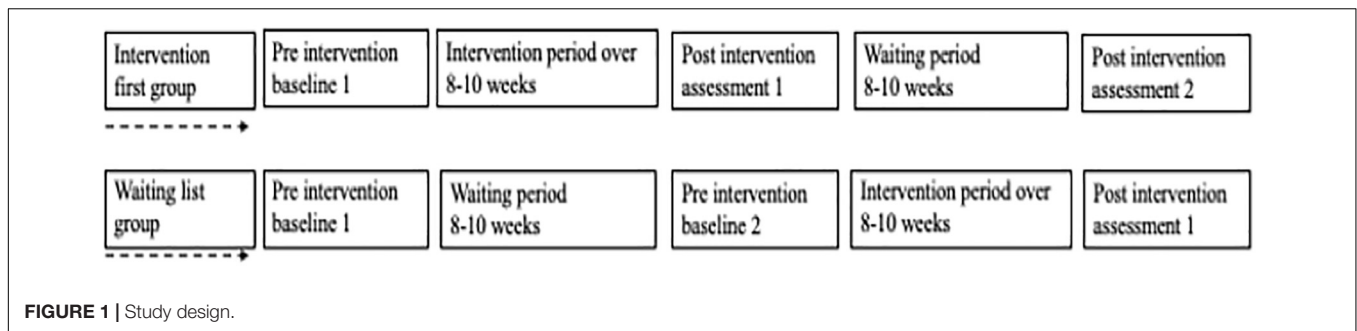 Intervention
first group
Pre intervention
baseline 1
Intervention period over
8-10 weeks
Post intervention
assessment 1
Waiting period
8-10 weeks
Post intervention
assessment 2
Waiting list
group
Pre intervention
baseline 1
Waiting period
8-10 weeks
Pre intervention
baseline 2
Intervention period over
8-10 weeks
Post intervention
assessment 1
FIGURE 1 | Study design.